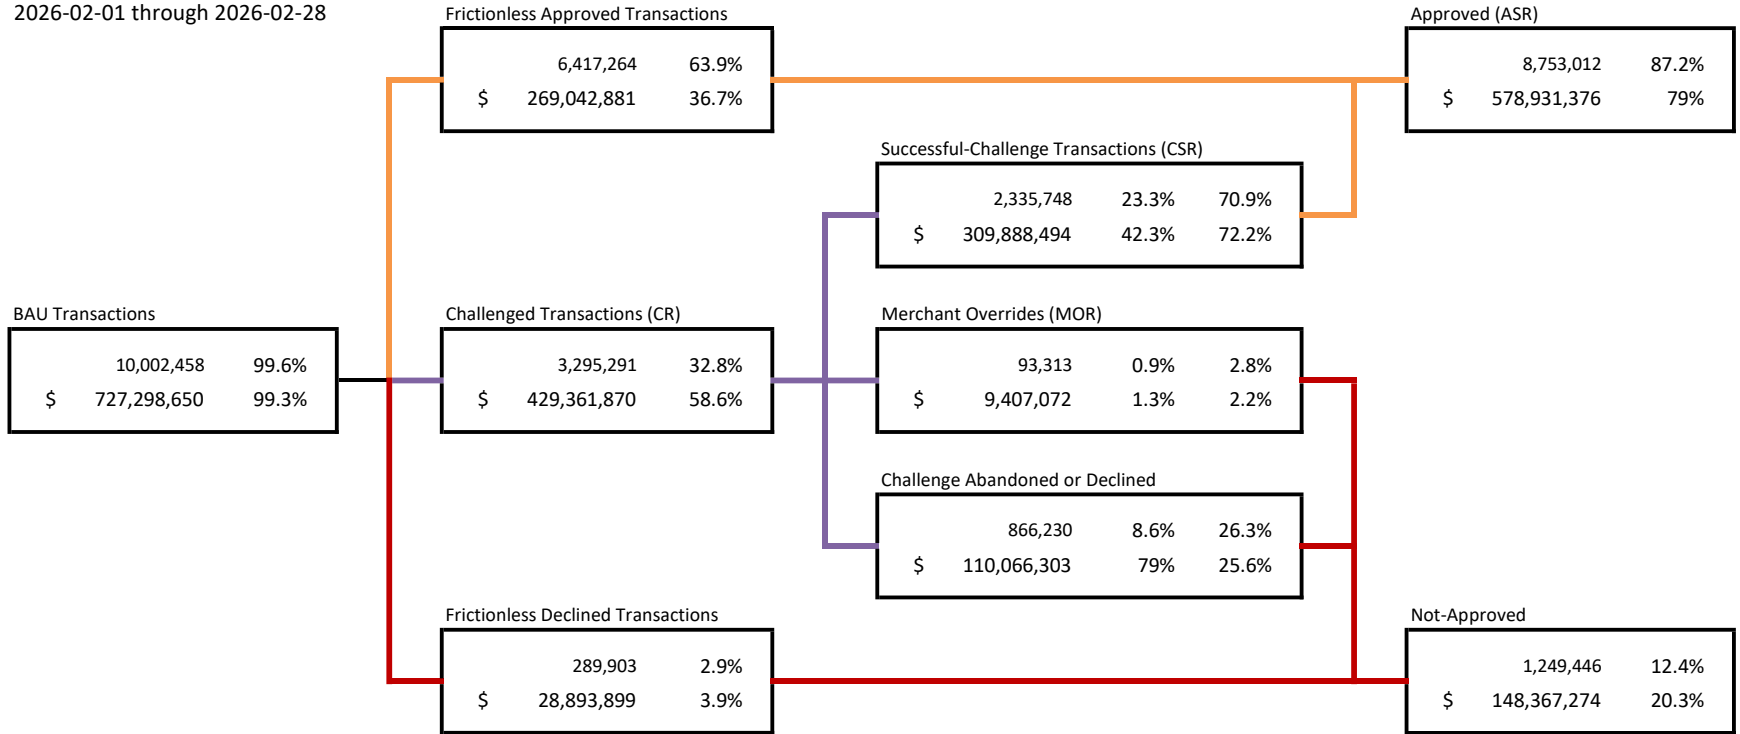 2026-02-01 through 2026-02-28
Frictionless Approved Transactions
6,417,264 63.9%
$ 269,042,881 36.7%
Approved (ASR)
8,753,012 87.2%
$ 578,931,376 79%
Successful-Challenge Transactions (CSR)
2,335,748 23.3% 70.9%
$ 309,888,494 42.3% 72.2%
BAU Transactions
10,002,458 99.6%
$ 727,298,650 99.3%
Challenged Transactions (CR)
3,295,291 32.8%
$ 429,361,870 58.6%
Merchant Overrides (MOR)
93,313 0.9% 2.8%
$ 9,407,072 1.3% 2.2%
Challenge Abandoned or Declined
866,230 8.6% 26.3%
$ 110,066,303 79% 25.6%
Frictionless Declined Transactions
289,903 2.9%
$ 28,893,899 3.9%
Not-Approved
1,249,446 12.4%
$ 148,367,274 20.3%